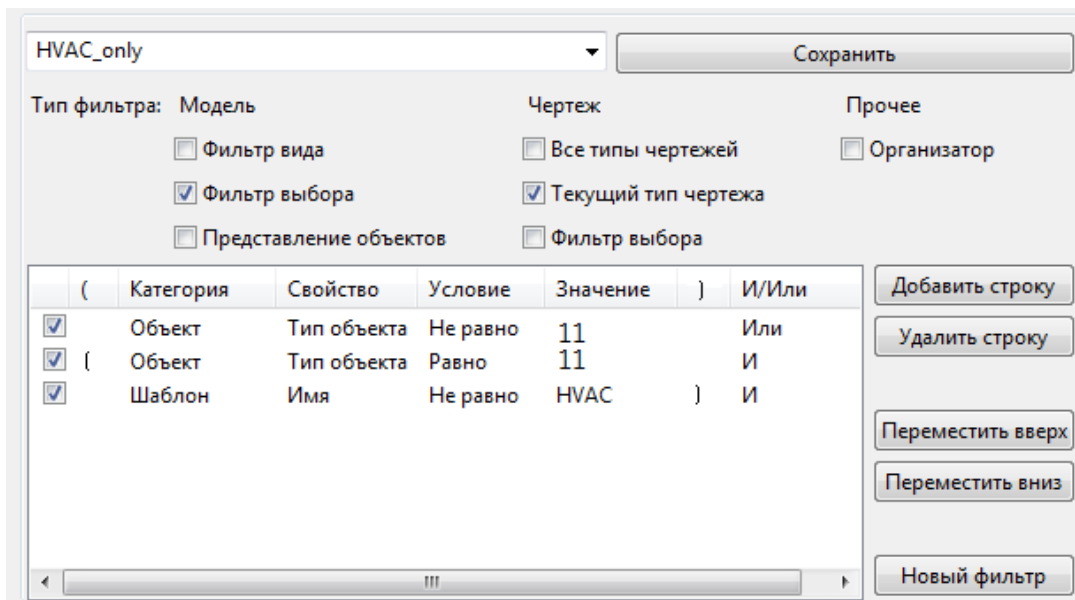 HVAC_only Сохранить
Тип фильтра: Модель Чертеж Прочее
Фильтр вида Все типы чертежей Организатор
Фильтр выбора Текущий тип чертежа
Представление объектов Фильтр выбора
( Категория Свойство Условие Значение ) И/Или Добавить строку
Объект Тип объекта Не равно 11 Или Удалить строку
( Объект Тип объекта Равно 11 И
Шаблон Имя Не равно HVAC ) И
Переместить вверх
Переместить вниз
Новый фильтр